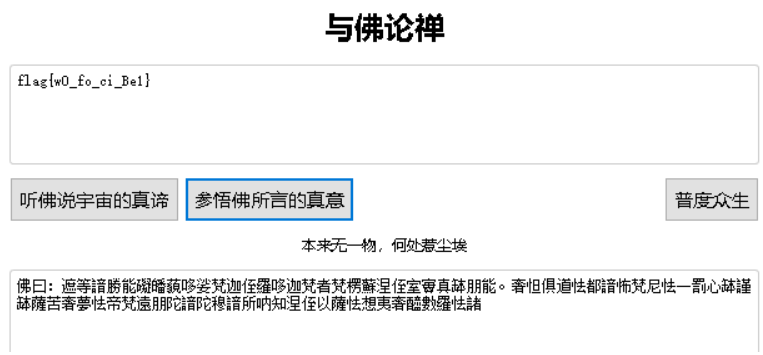 与佛论禅
flag{w0_fo_ci_Be1}
听佛说宇宙的真谛 参悟佛所言的真意 普度众生
本来无一物，何处惹尘埃
佛曰：遮等諳勝能礙皤藐哆娑梵迦侄羅哆迦梵者梵楞蘇涅侄室實真缽朋能。奢怛俱道怯都諳怖梵尼怯一罰心缽謹
缽薩苦奢夢怯帝梵遠朋陀諳陀穆諳所呐知涅侄以薩怯想夷奢醯數羅怯諸